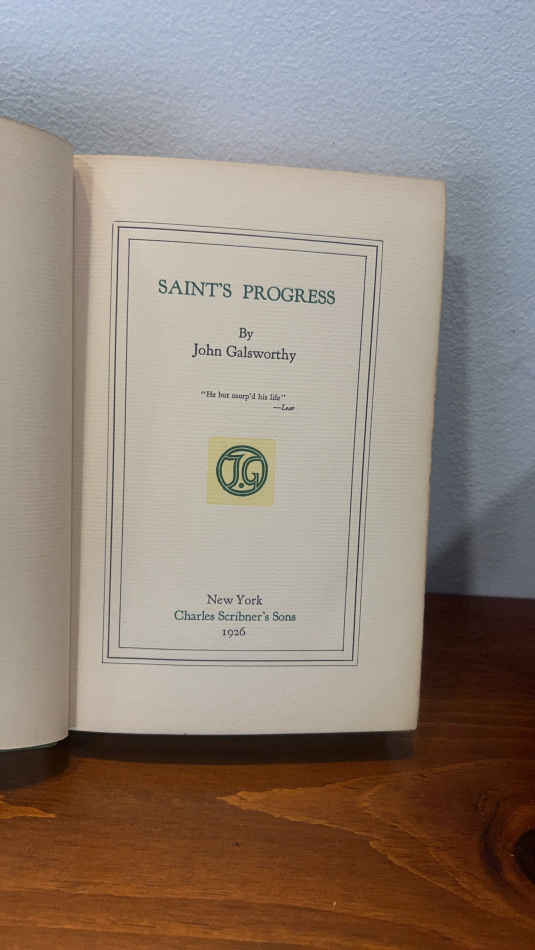 SAINT'S PROGRESS
By
John Galsworthy
"He but usurp'd his life"
—Lear
J.G
New York
Charles Scribner's Sons
1926